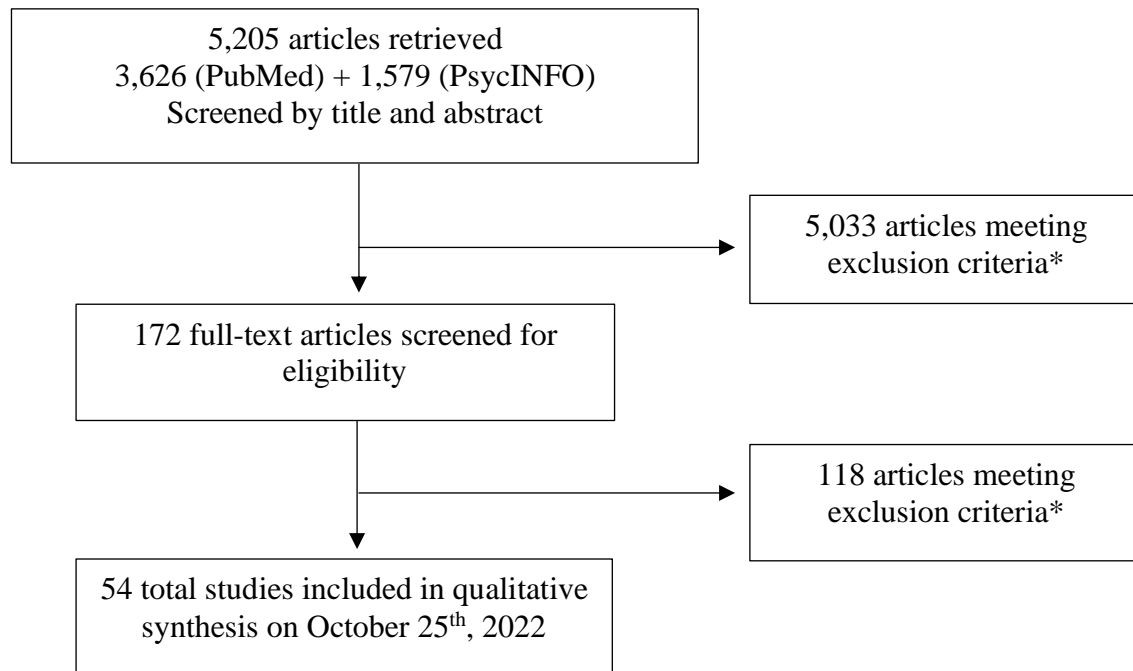 5,205 articles retrieved
3,626 (PubMed) + 1,579 (PsycINFO)
Screened by title and abstract
5,033 articles meeting
exclusion criteria*
172 full-text articles screened for
eligibility
118 articles meeting
exclusion criteria*
54 total studies included in qualitative
synthesis on October 25th, 2022